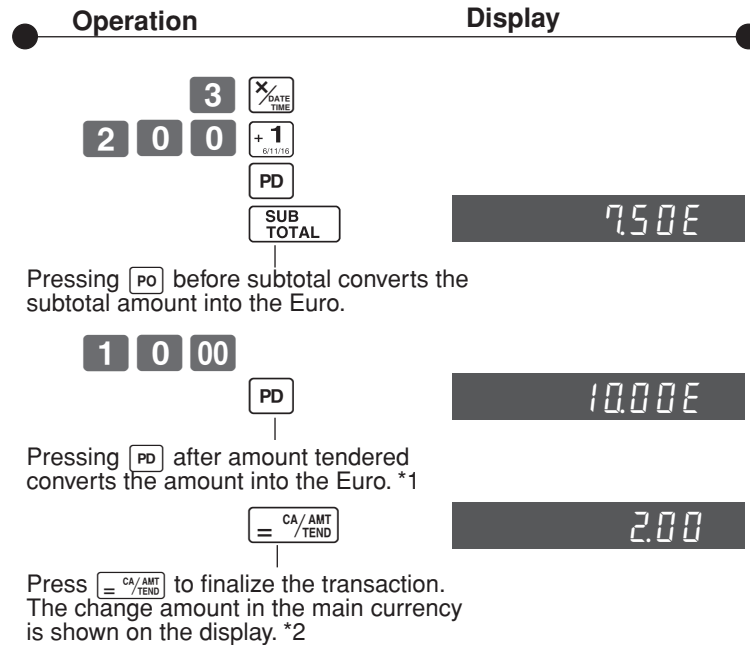 Operation Display
3 ×/DATE TIME
2 0 0 + 1 6/11/16
PD
SUB TOTAL 7.50E
Pressing PO before subtotal converts the
subtotal amount into the Euro.
1 0 00
PD 10.00E
Pressing PD after amount tendered
converts the amount into the Euro. *1
= CA/AMT TEND 2.00
Press = CA/AMT TEND to finalize the transaction.
The change amount in the main currency
is shown on the display. *2